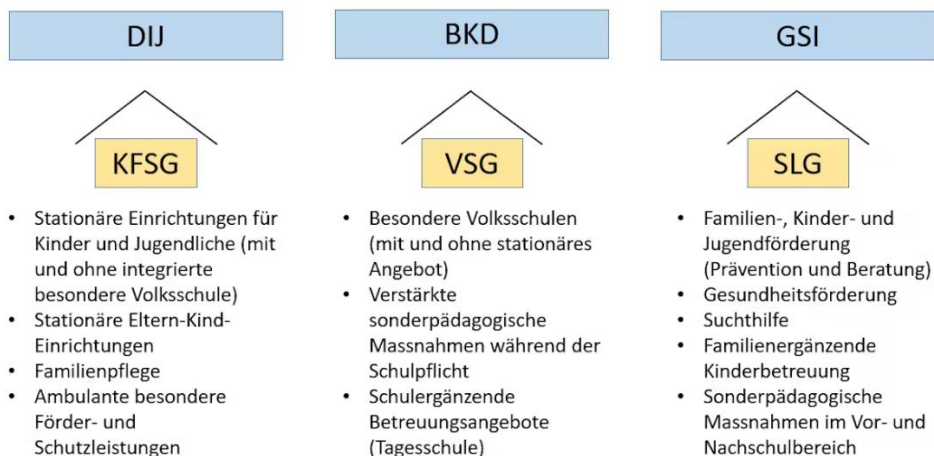 DIJ
KFSG
• Stationäre Einrichtungen für
Kinder und Jugendliche (mit
und ohne integrierte
besondere Volksschule)
• Stationäre Eltern-Kind-
Einrichtungen
• Familienpflege
• Ambulante besondere
Förder- und
Schutzleistungen
BKD
VSG
• Besondere Volksschulen
(mit und ohne stationäres
Angebot)
• Verstärkte
sonderpädagogische
Massnahmen während der
Schulpflicht
• Schulergänzende
Betreuungsangebote
(Tagesschule)
GSI
SLG
• Familien-, Kinder- und
Jugendförderung
(Prävention und Beratung)
• Gesundheitsförderung
• Suchthilfe
• Familienergänzende
Kinderbetreuung
• Sonderpädagogische
Massnahmen im Vor- und
Nachschulbereich